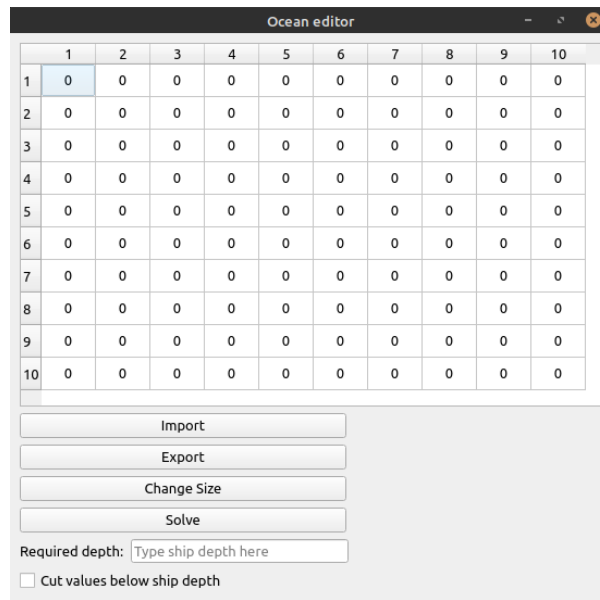 Ocean editor
1 2 3 4 5 6 7 8 9 10
1 0 0 0 0 0 0 0 0 0 0
2 0 0 0 0 0 0 0 0 0 0
3 0 0 0 0 0 0 0 0 0 0
4 0 0 0 0 0 0 0 0 0 0
5 0 0 0 0 0 0 0 0 0 0
6 0 0 0 0 0 0 0 0 0 0
7 0 0 0 0 0 0 0 0 0 0
8 0 0 0 0 0 0 0 0 0 0
9 0 0 0 0 0 0 0 0 0 0
10 0 0 0 0 0 0 0 0 0 0
Import
Export
Change Size
Solve
Required depth: Type ship depth here
Cut values below ship depth